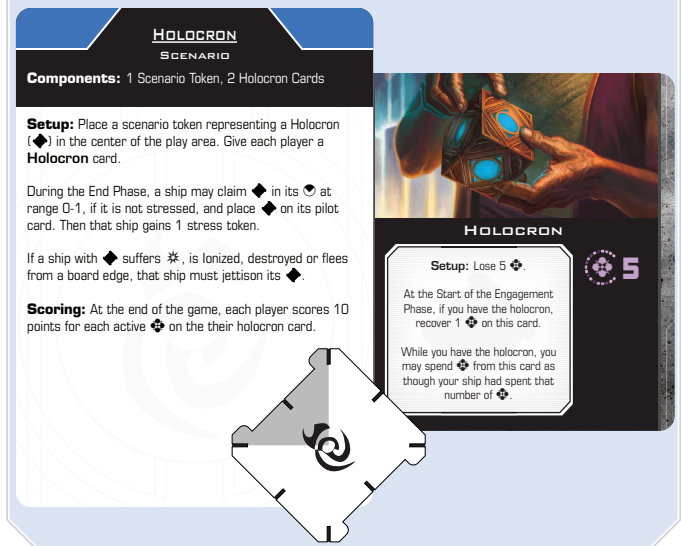 Holocron
Scenario
Components: 1 Scenario Token, 2 Holocron Cards
Setup: Place a scenario token representing a Holocron
(◆) in the center of the play area. Give each player a
Holocron card.
During the End Phase, a ship may claim ◆ in its at
range 0-1, if it is not stressed, and place ◆ on its pilot
card. Then that ship gains 1 stress token.
If a ship with ◆ suffers , is Ionized, destroyed or flees
from a board edge, that ship must jettison its ◆.
Scoring: At the end of the game, each player scores 10
points for each active on the their holocron card.
Holocron
Setup: Lose 5 .
5
At the Start of the Engagement
Phase, if you have the holocron,
recover 1 on this card.
While you have the holocron, you
may spend from this card as
though your ship had spent that
number of .